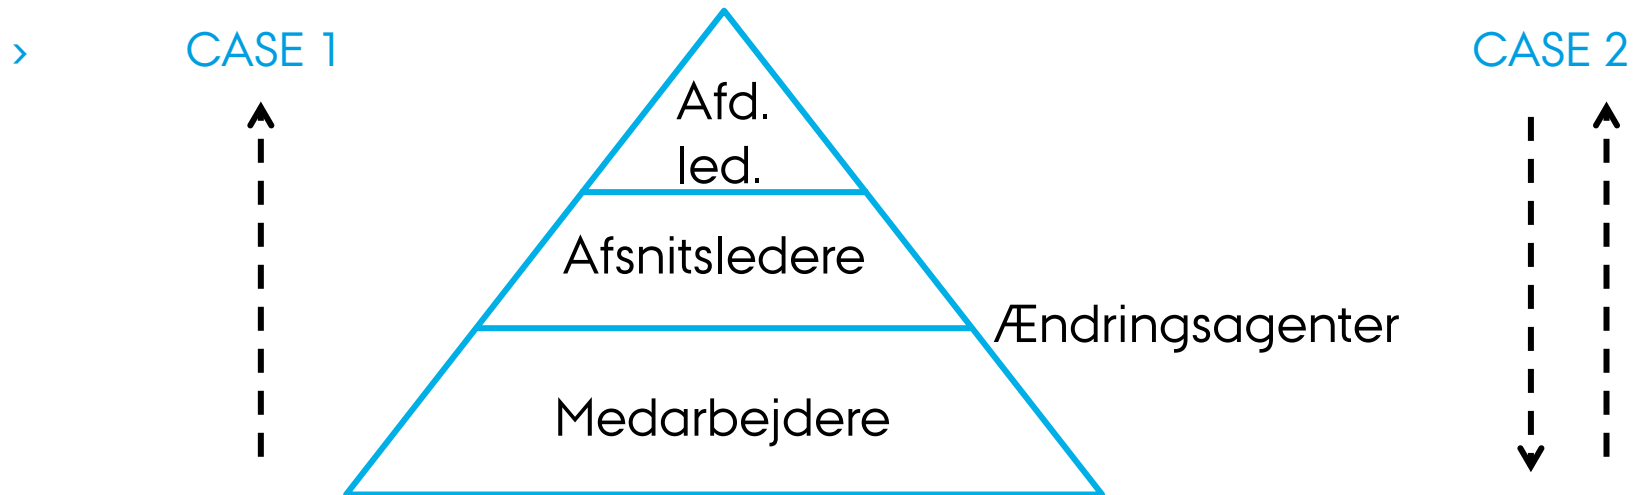 › CASE 1
CASE 2
Afd.
led.
Afsnitsledere
Ændringsagenter
Medarbejdere